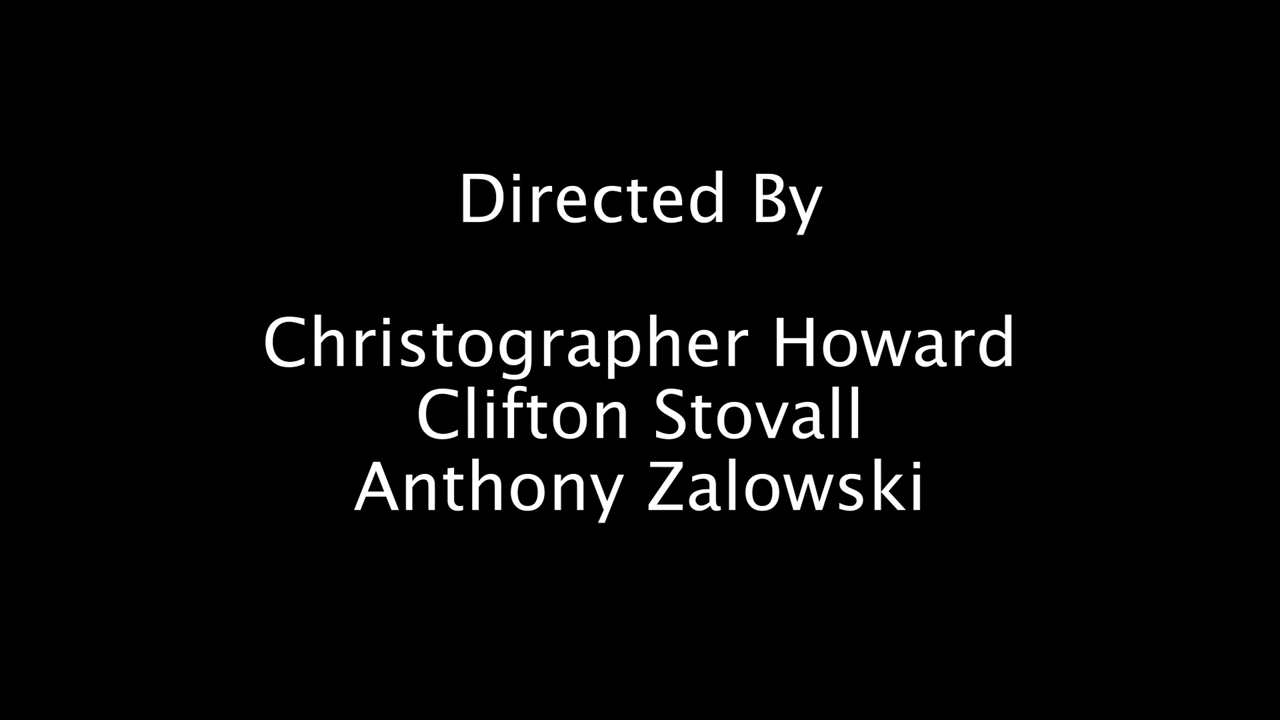 Directed By
Christographer Howard
Clifton Stovall
Anthony Zalowski